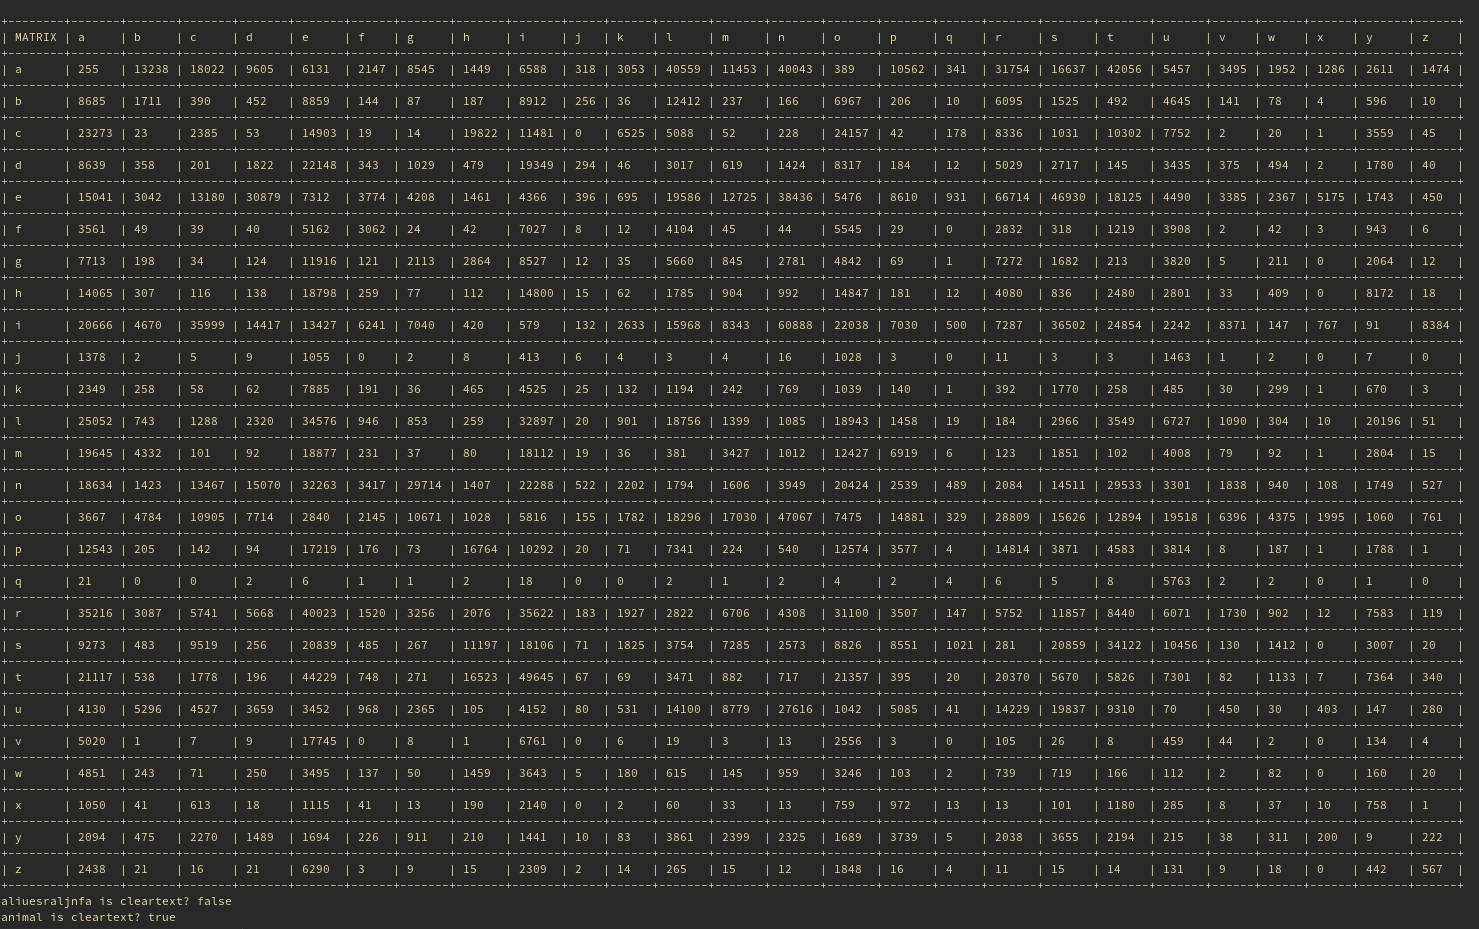 | MATRIX | a | b | c | d | e | f | g | h | i | j | k | l | m | n | o | p | q | r | s | t | u | v | w | x | y | z |
| a | 255 | 13238 | 18022 | 9605 | 6131 | 2147 | 8545 | 1449 | 6588 | 318 | 3053 | 40559 | 11453 | 40043 | 389 | 10562 | 341 | 31754 | 16637 | 42056 | 5457 | 3495 | 1952 | 1286 | 2611 | 1474 |
| b | 8685 | 1711 | 390 | 452 | 8859 | 144 | 87 | 187 | 8912 | 256 | 36 | 12412 | 237 | 166 | 6967 | 206 | 10 | 6095 | 1525 | 492 | 4645 | 141 | 78 | 4 | 596 | 10 |
| c | 23273 | 23 | 2385 | 53 | 14903 | 19 | 14 | 19822 | 11481 | 0 | 6525 | 5088 | 52 | 228 | 24157 | 42 | 178 | 8336 | 1031 | 10302 | 7752 | 2 | 20 | 1 | 3559 | 45 |
| d | 8639 | 358 | 201 | 1822 | 22148 | 343 | 1029 | 479 | 19349 | 294 | 46 | 3017 | 619 | 1424 | 8317 | 184 | 12 | 5029 | 2717 | 145 | 3435 | 375 | 494 | 2 | 1780 | 40 |
| e | 15041 | 3042 | 13180 | 30879 | 7312 | 3774 | 4208 | 1461 | 4366 | 396 | 695 | 19586 | 12725 | 38436 | 5476 | 8610 | 931 | 66714 | 46930 | 18125 | 4490 | 3385 | 2367 | 5175 | 1743 | 450 |
| f | 3561 | 49 | 39 | 40 | 5162 | 3062 | 24 | 42 | 7027 | 8 | 12 | 4104 | 45 | 44 | 5545 | 29 | 0 | 2832 | 318 | 1219 | 3908 | 2 | 42 | 3 | 943 | 6 |
| g | 7713 | 198 | 34 | 124 | 11916 | 121 | 2113 | 2864 | 8527 | 12 | 35 | 5660 | 845 | 2781 | 4842 | 69 | 1 | 7272 | 1682 | 213 | 3820 | 5 | 211 | 0 | 2064 | 12 |
| h | 14065 | 307 | 116 | 138 | 18798 | 259 | 77 | 112 | 14800 | 15 | 62 | 1785 | 904 | 992 | 14847 | 181 | 12 | 4080 | 836 | 2480 | 2801 | 33 | 409 | 0 | 8172 | 18 |
| i | 20666 | 4670 | 35999 | 14417 | 13427 | 6241 | 7040 | 420 | 579 | 132 | 2633 | 15968 | 8343 | 60888 | 22038 | 7030 | 500 | 7287 | 36502 | 24854 | 2242 | 8371 | 147 | 767 | 91 | 8384 |
| j | 1378 | 2 | 5 | 9 | 1055 | 0 | 2 | 8 | 413 | 6 | 4 | 3 | 4 | 16 | 1028 | 3 | 0 | 11 | 3 | 3 | 1463 | 1 | 2 | 0 | 7 | 0 |
| k | 2349 | 258 | 58 | 62 | 7885 | 191 | 36 | 465 | 4525 | 25 | 132 | 1194 | 242 | 769 | 1039 | 140 | 1 | 392 | 1770 | 258 | 485 | 30 | 299 | 1 | 670 | 3 |
| l | 25052 | 743 | 1288 | 2320 | 34576 | 946 | 853 | 259 | 32897 | 20 | 901 | 18756 | 1399 | 1085 | 18943 | 1458 | 19 | 184 | 2966 | 3549 | 6727 | 1090 | 304 | 10 | 20196 | 51 |
| m | 19645 | 4332 | 101 | 92 | 18877 | 231 | 37 | 80 | 18112 | 19 | 36 | 381 | 3427 | 1012 | 12427 | 6919 | 6 | 123 | 1851 | 102 | 4008 | 79 | 92 | 1 | 2804 | 15 |
| n | 18634 | 1423 | 13467 | 15070 | 32263 | 3417 | 29714 | 1407 | 22288 | 522 | 2202 | 1794 | 1606 | 3949 | 20424 | 2539 | 489 | 2084 | 14511 | 29533 | 3301 | 1838 | 940 | 108 | 1749 | 527 |
| o | 3667 | 4784 | 10905 | 7714 | 2840 | 2145 | 10671 | 1028 | 5816 | 155 | 1782 | 18296 | 17030 | 47067 | 7475 | 14881 | 329 | 28809 | 15626 | 12894 | 19518 | 6396 | 4375 | 1995 | 1060 | 761 |
| p | 12543 | 205 | 142 | 94 | 17219 | 176 | 73 | 16764 | 10292 | 20 | 71 | 7341 | 224 | 540 | 12574 | 3577 | 4 | 14814 | 3871 | 4583 | 3814 | 8 | 187 | 1 | 1788 | 1 |
| q | 21 | 0 | 0 | 2 | 6 | 1 | 1 | 2 | 18 | 0 | 0 | 2 | 1 | 2 | 4 | 2 | 4 | 6 | 5 | 8 | 5763 | 2 | 2 | 0 | 1 | 0 |
| r | 35216 | 3087 | 5741 | 5668 | 40023 | 1520 | 3256 | 2076 | 35622 | 183 | 1927 | 2822 | 6706 | 4308 | 31100 | 3507 | 147 | 5752 | 11857 | 8440 | 6071 | 1730 | 902 | 12 | 7583 | 119 |
| s | 9273 | 483 | 9519 | 256 | 20839 | 485 | 267 | 11197 | 18106 | 71 | 1825 | 3754 | 7285 | 2573 | 8826 | 8551 | 1021 | 281 | 20859 | 34122 | 10456 | 130 | 1412 | 0 | 3007 | 20 |
| t | 21117 | 538 | 1778 | 196 | 44229 | 748 | 271 | 16523 | 49645 | 67 | 69 | 3471 | 882 | 717 | 21357 | 395 | 20 | 20370 | 5670 | 5826 | 7301 | 82 | 1133 | 7 | 7364 | 340 |
| u | 4130 | 5296 | 4527 | 3659 | 3452 | 968 | 2365 | 105 | 4152 | 80 | 531 | 14100 | 8779 | 27616 | 1042 | 5085 | 41 | 14229 | 19837 | 9310 | 70 | 450 | 30 | 403 | 147 | 280 |
| v | 5020 | 1 | 7 | 9 | 17745 | 0 | 8 | 1 | 6761 | 0 | 6 | 19 | 3 | 13 | 2556 | 3 | 0 | 105 | 26 | 8 | 459 | 44 | 2 | 0 | 134 | 4 |
| w | 4851 | 243 | 71 | 250 | 3495 | 137 | 50 | 1459 | 3643 | 5 | 180 | 615 | 145 | 959 | 3246 | 103 | 2 | 739 | 719 | 166 | 112 | 2 | 82 | 0 | 160 | 20 |
| x | 1050 | 41 | 613 | 18 | 1115 | 41 | 13 | 190 | 2140 | 0 | 2 | 60 | 33 | 13 | 759 | 972 | 13 | 13 | 101 | 1180 | 285 | 8 | 37 | 10 | 758 | 1 |
| y | 2094 | 475 | 2270 | 1489 | 1694 | 226 | 911 | 210 | 1441 | 10 | 83 | 3861 | 2399 | 2325 | 1689 | 3739 | 5 | 2038 | 3655 | 2194 | 215 | 38 | 311 | 200 | 9 | 222 |
| z | 2438 | 21 | 16 | 21 | 6290 | 3 | 9 | 15 | 2309 | 2 | 14 | 265 | 15 | 12 | 1848 | 16 | 4 | 11 | 15 | 14 | 131 | 9 | 18 | 0 | 442 | 567 |
aliuesraljnfa is cleartext? false
animal is cleartext? true